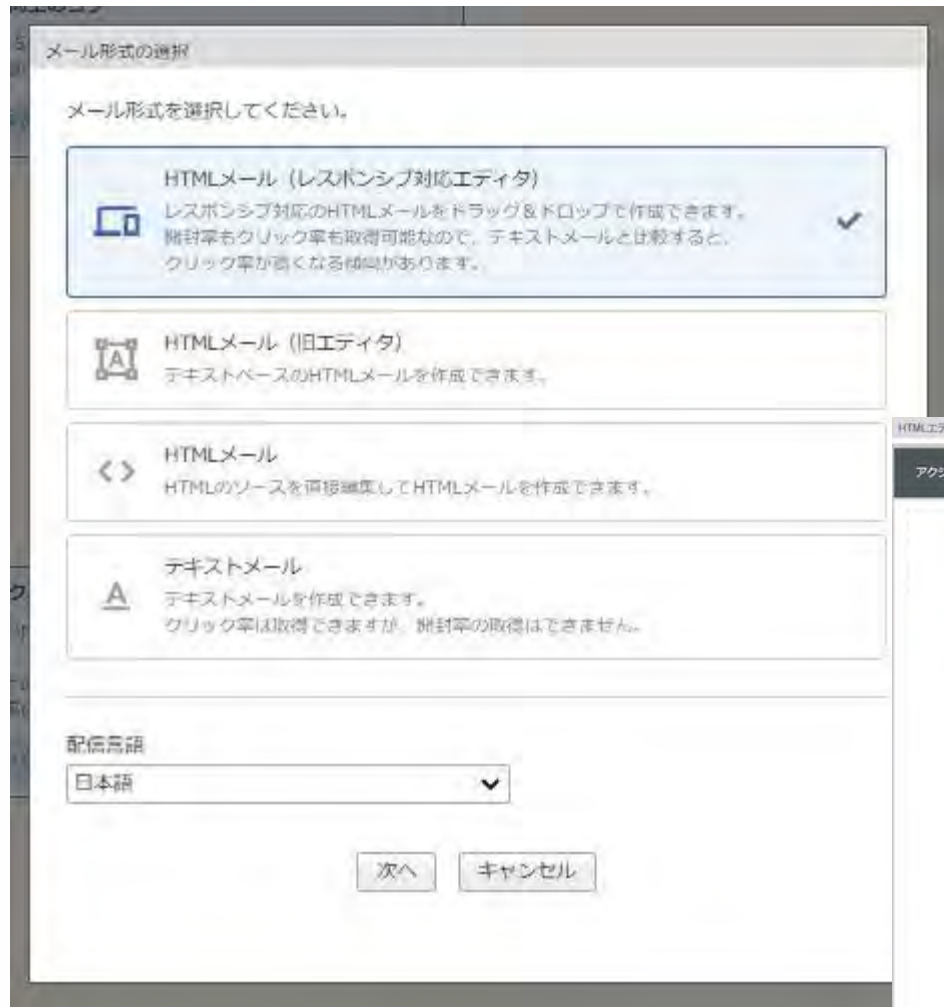 メール形式の選択
メール形式を選択してください。
HTMLメール（レスポンシブ対応エディタ）
レスポンシブ対応のHTMLメールをドラッグ&ドロップで作成できます。
開封率もクリック率も取得可能なので、テキストメールと比較すると、
クリック率が高くなる傾向があります。
HTMLメール（旧エディタ）
テキストベースのHTMLメールを作成できます。
HTMLメール
HTMLのソースを直接編集してHTMLメールを作成できます。
テキストメール
テキストメールを作成できます。
クリック率は取得できますが、開封率の取得はできません。
配信言語
日本語
次へ
キャンセル
HTMLエデ
アクシ